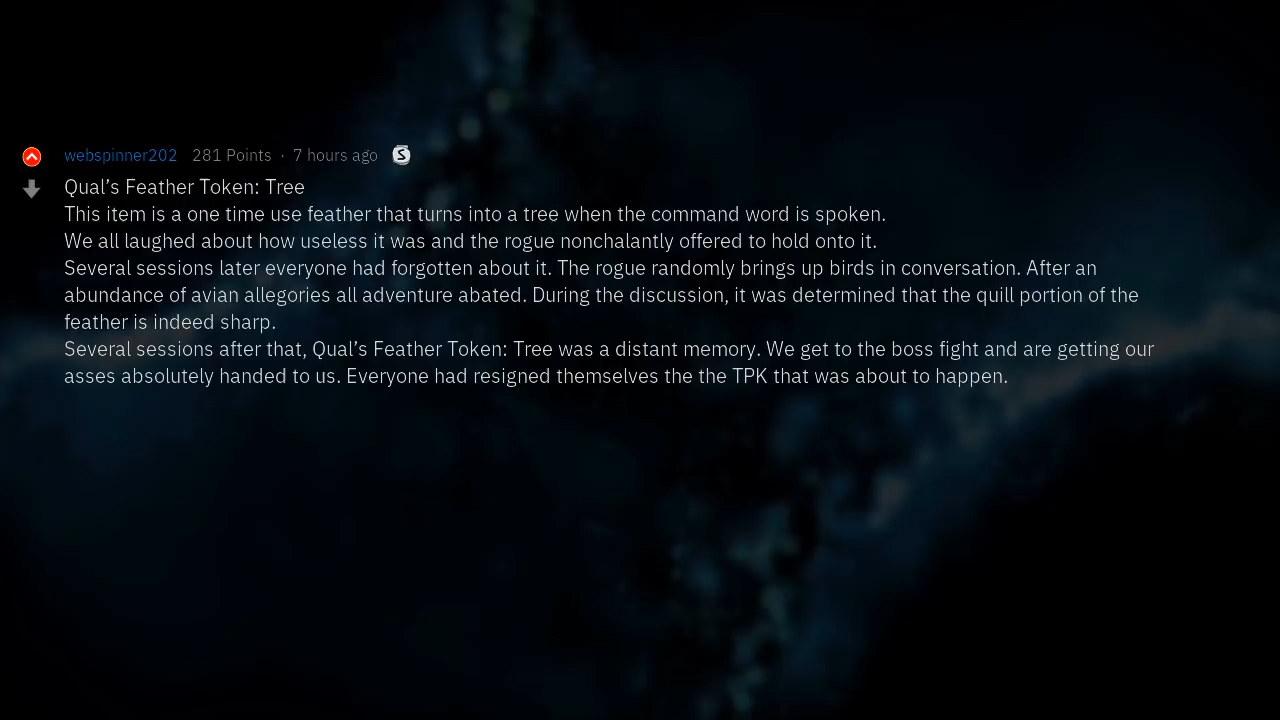 webspinner202 281 Points · 7 hours ago S
Qual’s Feather Token: Tree
This item is a one time use feather that turns into a tree when the command word is spoken.
We all laughed about how useless it was and the rogue nonchalantly offered to hold onto it.
Several sessions later everyone had forgotten about it. The rogue randomly brings up birds in conversation. After an
abundance of avian allegories all adventure abated. During the discussion, it was determined that the quill portion of the
feather is indeed sharp.
Several sessions after that, Qual’s Feather Token: Tree was a distant memory. We get to the boss fight and are getting our
asses absolutely handed to us. Everyone had resigned themselves the the TPK that was about to happen.